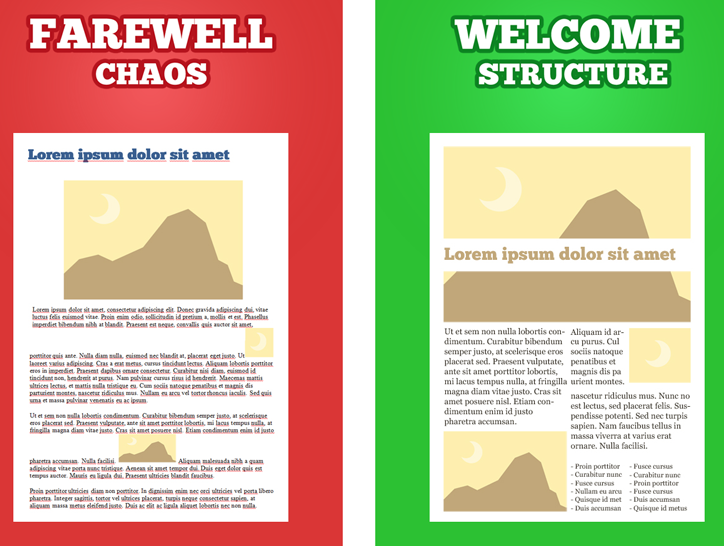 FAREWELL
CHAOS
Lorem ipsum dolor sit amet
Lorem ipsum dolor sit amet, consectetur adipiscing elit. Donec gravida adipiscing dui, vitae
luctus felis euismod vitae. Proin enim odio, sollicitudin id pretium a, mollis et est. Phasellus
imperdiet bibendum nibh at blandit. Praesent est neque, convallis quis auctor sit amet,
porttitor quis ante. Nulla diam nulla, euismod nec blandit at, placerat eget justo. Ut
laoreet varius adipiscing. Cras a erat metus, cursus tincidunt lectus. Aliquam lobortis porttitor
eros in imperdiet. Praesent dapibus ornare consectetur. Curabitur nisi diam, euismod id
tincidunt non, hendrerit at purus. Nam pulvinar cursus risus id hendrerit. Maecenas mattis
ultrices lectus, et mattis nulla tristique eu. Cum sociis natoque penatibus et magnis dis
parturient montes, nascetur ridiculus mus. Nullam eu arcu vel tortor rhoncus iaculis. Sed quis
urna et massa pulvinar venenatis eu ac ipsum.
Ut et sem non nulla lobortis condimentum. Curabitur bibendum semper justo, at scelerisque
eros placerat sed. Praesent vulputate, ante sit amet porttitor lobortis, mi lacus tempus nulla, at
fringilla magna diam vitae justo. Cras sit amet posuere nisl. Etiam condimentum enim id justo
pharetra accumsan. Nulla facilisi. Aliquam malesuada nibh a quam
adipiscing vitae porta nunc tristique. Aenean sit amet tempor dui. Duis eget dolor quis est
tempus auctor. Mauris eu ligula dui. Praesent ultricies blandit faucibus.
Proin porttitor ultricies diam non porttitor. In dignissim enim nec orci ultricies vel porta libero
pharetra. Integer sagittis, tortor vel ultrices placerat, turpis neque consectetur sapien, at
aliquam massa metus eleifend justo. Duis ac elit ac ligula aliquet lobortis nec non nulla.
WELCOME
STRUCTURE
Lorem ipsum dolor sit amet
Ut et sem non nulla lobortis con-
dimentum. Curabitur bibendum
semper justo, at scelerisque eros
placerat sed. Praesent vulputate,
ante sit amet porttitor lobortis,
mi lacus tempus nulla, at fringilla
magna diam vitae justo. Cras sit
amet posuere nisl. Etiam con-
dimentum enim id justo
pharetra accumsan.
Aliquam id ar-
cu purus. Cul
sociis natoque
penatibus et
magnis dis pa
urient montes.
nascetur ridiculus mus. Nunc no
est lectus, sed placerat felis. Sus-
pendisse potenti. Sed nec turpis
sapien. Nam faucibus tellus in
massa viverra at varius erat
ornare. Nulla facilisi.
- Proin porttitor
- Curabitur nunc
- Fusce cursus
- Nullam eu arcu
- Quisque id met
- Duis accumsan
- Fusce cursus
- Curabitur nunc
- Proin porttitor
- Fusce cursus
- Duis accumsan
- Quisque id metus